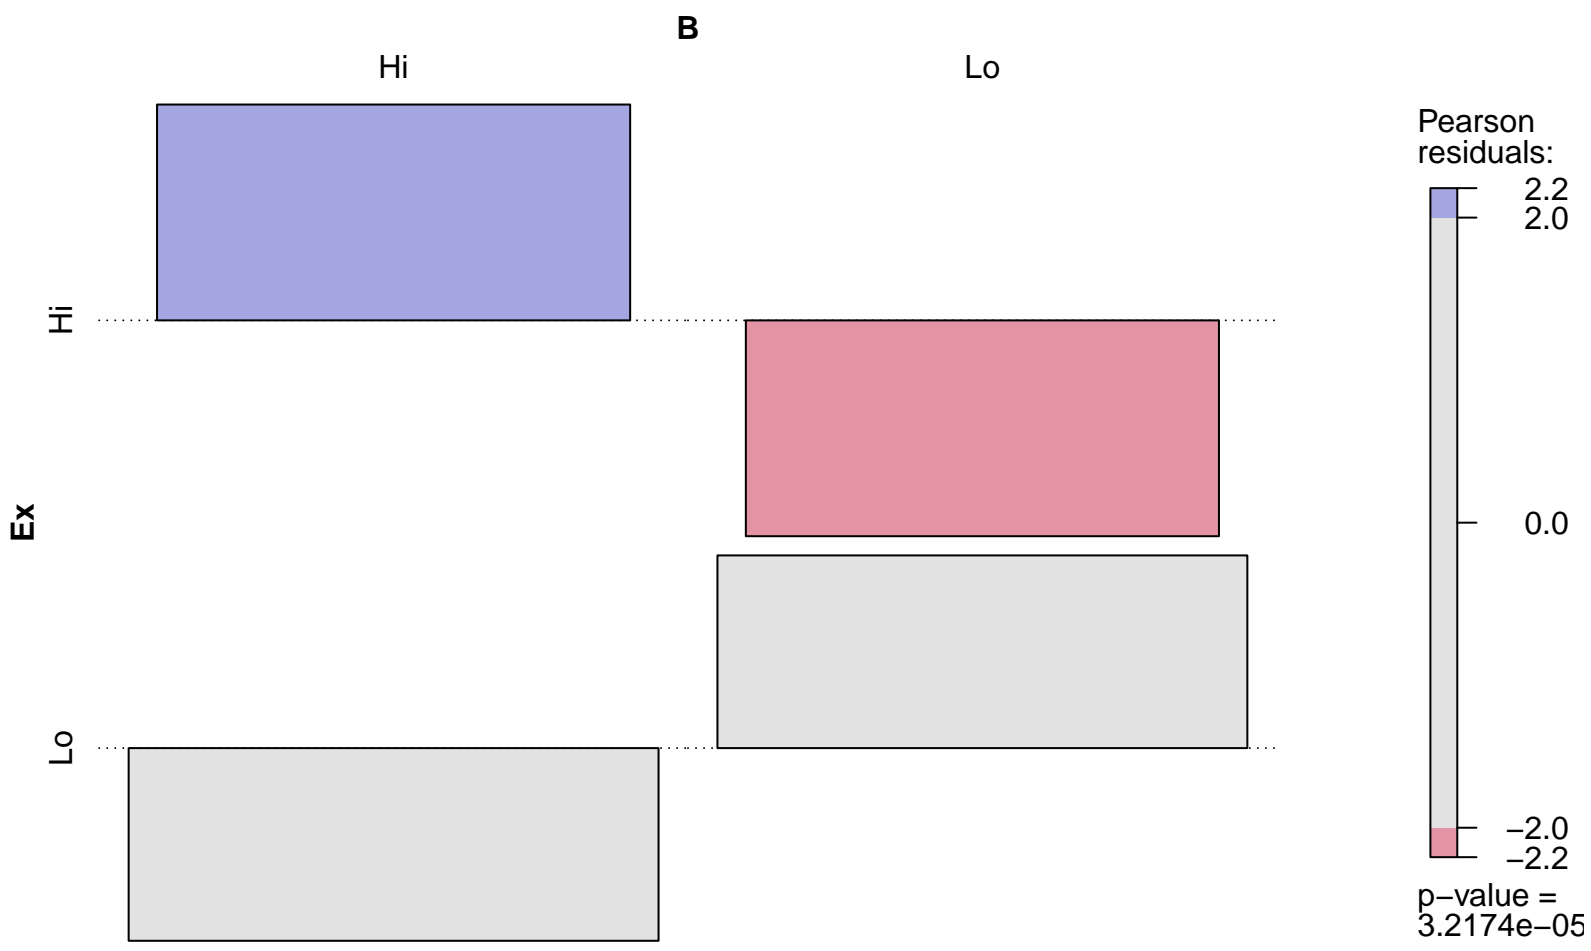 B
Hi
Lo
Ex
Hi
Lo
Pearson
residuals:
2.2
2.0
0.0
−2.0
−2.2
p−value =
3.2174e−05